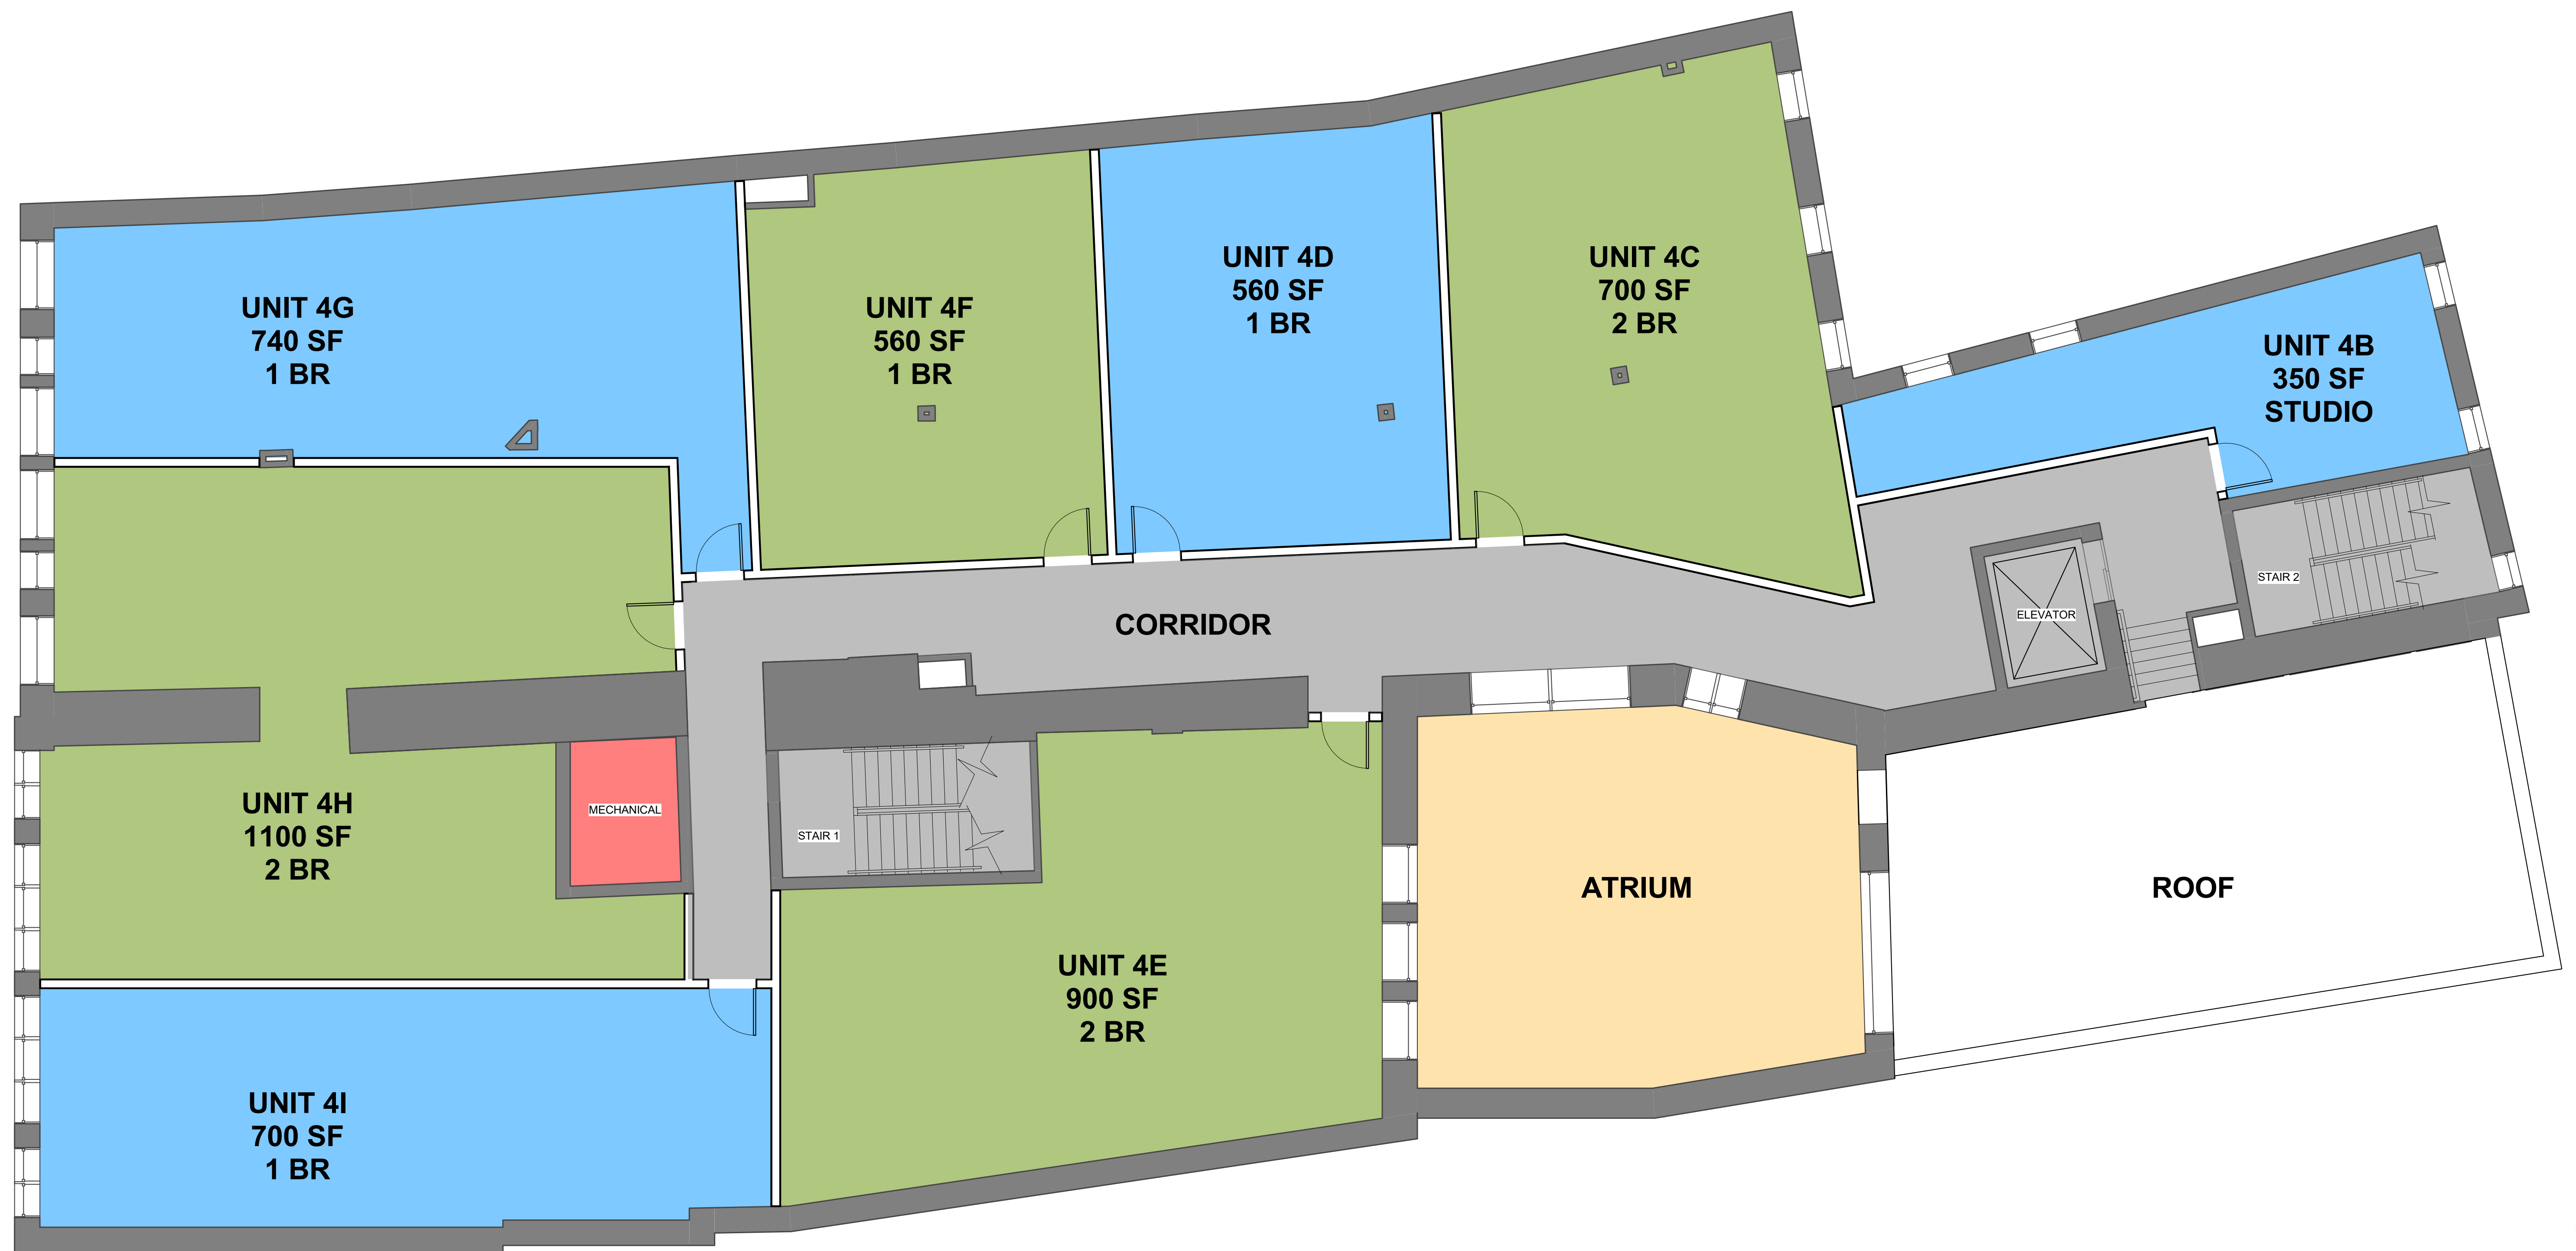 UNIT 4G
740 SF
1 BR
UNIT 4F
560 SF
1 BR
UNIT 4D
560 SF
1 BR
UNIT 4C
700 SF
2 BR
UNIT 4B
350 SF
STUDIO
STAIR 2
ELEVATOR
CORRIDOR
UNIT 4H
1100 SF
2 BR
MECHANICAL
STAIR 1
UNIT 4E
900 SF
2 BR
ATRIUM
ROOF
UNIT 4I
700 SF
1 BR